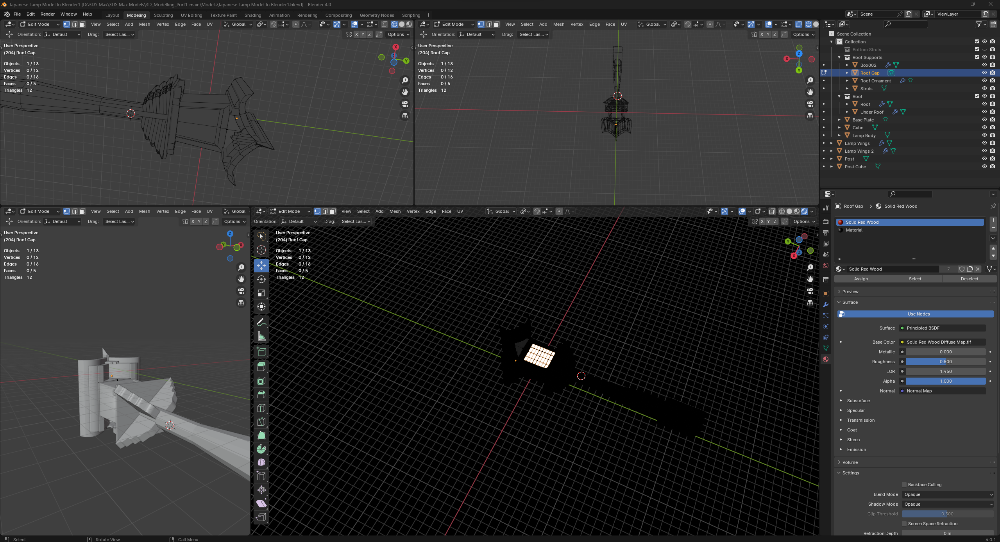 Japanese Lamp Model In Blender1 [D:\3DS Max\3DS Max Models\3D_Modelling_Port1-main\Models\Japanese Lamp Model In Blender1.blend] - Blender 4.0
File Edit Render Window Help Layout Modeling Sculpting UV Editing Texture Paint Shading Animation Rendering Compositing Geometry Nodes Scripting + Scene ViewLayer
Edit Mode View Select Add Mesh Vertex Edge Face UV Global
Orientation: Default Drag: Select Las... X Y Z Options
User Perspective
(204) Roof Gap
Objects 1 / 13
Vertices 0 / 12
Edges 0 / 16
Faces 0 / 5
Triangles 12
X
Y
Edit Mode View Select Add Mesh Vertex Edge Face UV Global
Orientation: Default Drag: Select Las... X Y Z Options
User Perspective
(204) Roof Gap
Objects 1 / 13
Vertices 0 / 12
Edges 0 / 16
Faces 0 / 5
Triangles 12
Z
X
Y
Edit Mode View Select Add Mesh Vertex Edge Face UV Global
Orientation: Default Drag: Select Las... X Y Z Options
User Perspective
(204) Roof Gap
Objects 1 / 13
Vertices 0 / 12
Edges 0 / 16
Faces 0 / 5
Triangles 12
Z
Y X
Edit Mode View Select Add Mesh Vertex Edge Face UV Global
Orientation: Default Drag: Select Las... X Y Z Options
User Perspective
(204) Roof Gap
Objects 1 / 13
Vertices 0 / 12
Edges 0 / 16
Faces 0 / 5
Triangles 12
Y
Z
X
Scene Collection
Collection
Bottom Struts
Roof Supports
Box002
Roof Gap
Roof Ornament
Struts
Roof
Roof
Under Roof
Base Plate
Cube
Lamp Body
Lamp Wings
Lamp Wings 2
Post
Post Cube
Roof Gap > Solid Red Wood
Solid Red Wood
Material
Solid Red Wood 7
Assign Select Deselect
Preview
Surface
Use Nodes
Surface Principled BSDF
Base Color Solid Red Wood Diffuse Map.tif
Metallic 0.000
Roughness 0.500
IOR 1.450
Alpha 1.000
Normal Normal Map
Subsurface
Specular
Transmission
Coat
Sheen
Emission
Volume
Settings
Backface Culling
Blend Mode Opaque
Shadow Mode Opaque
Clip Threshold 0.500
Screen Space Refraction
Refraction Depth 0 m
Select Rotate View Call Menu 4.0.1